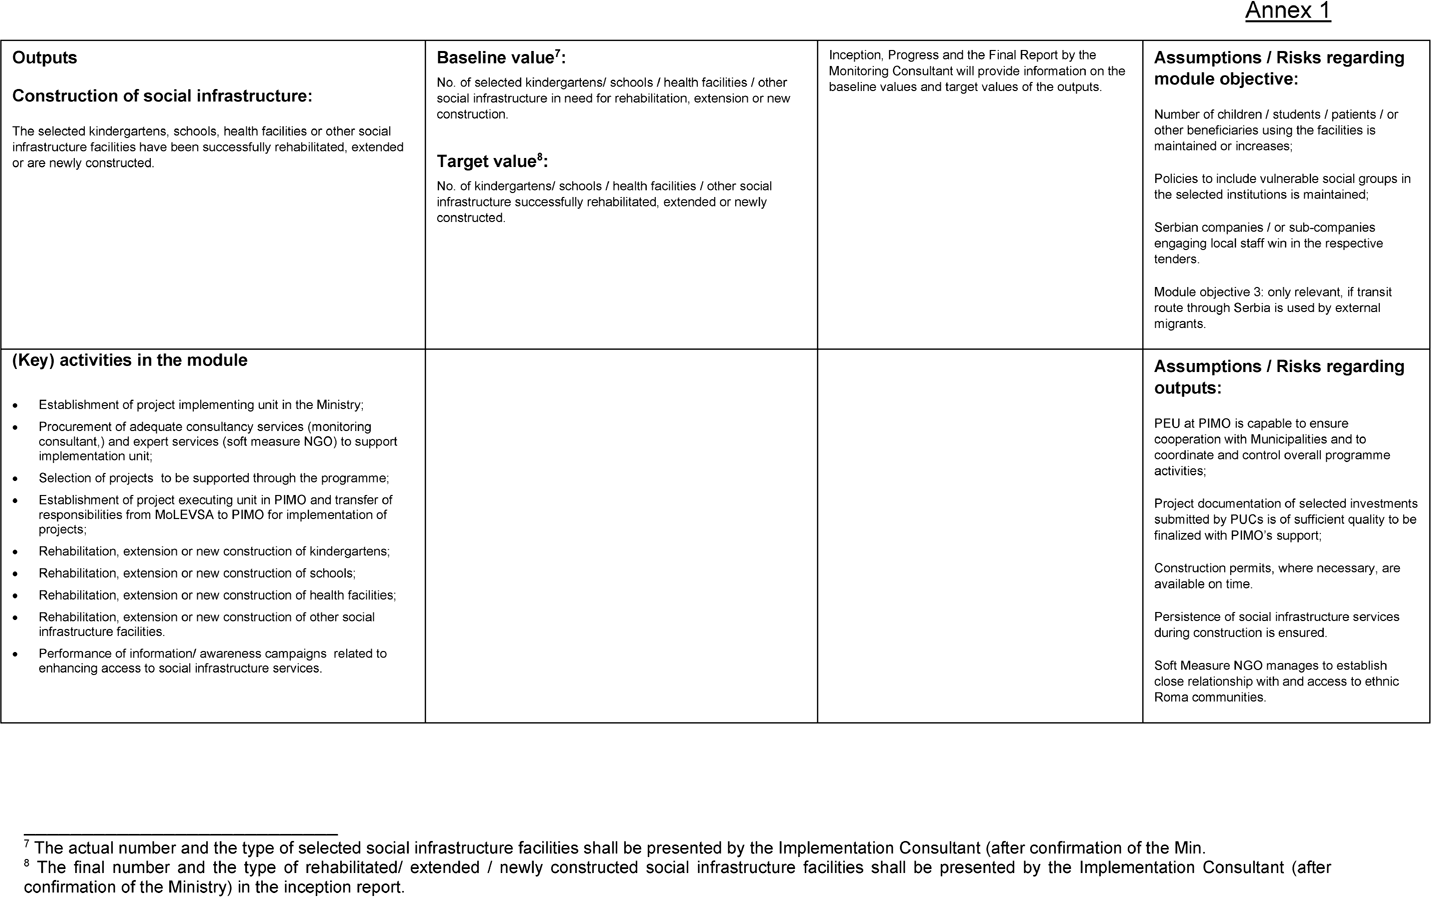 Annex 1
Outputs
Construction of social infrastructure:
The selected kindergartens, schools, health facilities or other social
infrastructure facilities have been successfully rehabilitated, extended
or are newly constructed.
Baseline value7:
No. of selected kindergartens/ schools / health facilities / other
social infrastructure in need for rehabilitation, extension or new
construction.
Target value8:
No. of kindergartens/ schools / health facilities / other social
infrastructure successfully rehabilitated, extended or newly
constructed.
Inception, Progress and the Final Report by the
Monitoring Consultant will provide information on the
baseline values and target values of the outputs.
Assumptions / Risks regarding
module objective:
Number of children / students / patients / or
other beneficiaries using the facilities is
maintained or increases;
Policies to include vulnerable social groups in
the selected institutions is maintained;
Serbian companies / or sub-companies
engaging local staff win in the respective
tenders.
Module objective 3: only relevant, if transit
route through Serbia is used by external
migrants.
(Key) activities in the module
• Establishment of project implementing unit in the Ministry;
• Procurement of adequate consultancy services (monitoring
consultant,) and expert services (soft measure NGO) to support
implementation unit;
• Selection of projects  to be supported through the programme;
• Establishment of project executing unit in PIMO and transfer of
responsibilities from MoLEVSA to PIMO for implementation of
projects;
• Rehabilitation, extension or new construction of kindergartens;
• Rehabilitation, extension or new construction of schools;
• Rehabilitation, extension or new construction of health facilities;
• Rehabilitation, extension or new construction of other social
infrastructure facilities.
• Performance of information/ awareness campaigns  related to
enhancing access to social infrastructure services.
Assumptions / Risks regarding
outputs:
PEU at PIMO is capable to ensure
cooperation with Municipalities and to
coordinate and control overall programme
activities;
Project documentation of selected investments
submitted by PUCs is of sufficient quality to be
finalized with PIMO's support;
Construction permits, where necessary, are
available on time.
Persistence of social infrastructure services
during construction is ensured.
Soft Measure NGO manages to establish
close relationship with and access to ethnic
Roma communities.
7 The actual number and the type of selected social infrastructure facilities shall be presented by the Implementation Consultant (after confirmation of the Min.
8 The final number and the type of rehabilitated/ extended / newly constructed social infrastructure facilities shall be presented by the Implementation Consultant (after
confirmation of the Ministry) in the inception report.